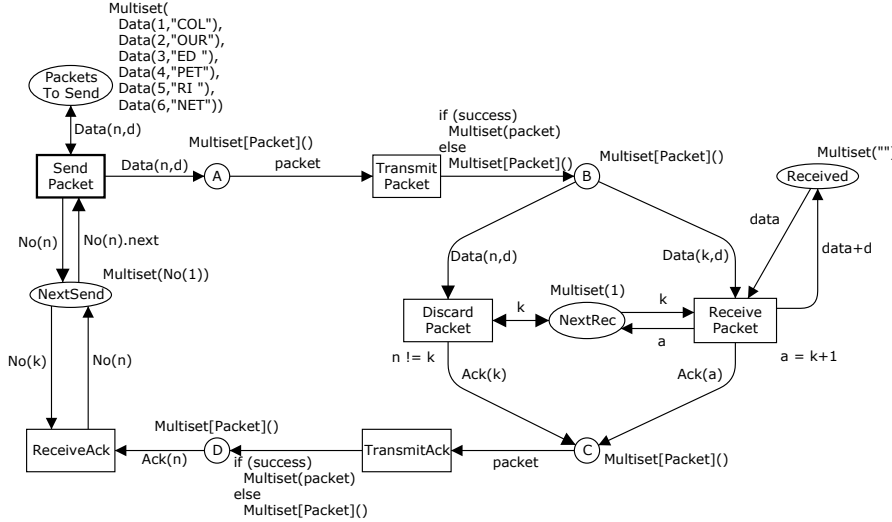 Multiset(
Data(1,"COL"),
Data(2,"OUR"),
Data(3,"ED "),
Data(4,"PET"),
Data(5,"RI "),
Data(6,"NET"))
Packets
To Send
Data(n,d)
Send
Packet
Data(n,d)
Multiset[Packet]()
A
packet
Transmit
Packet
if (success)
Multiset(packet)
else
Multiset[Packet]()
B
Multiset[Packet]()
Multiset("")
Received
data
data+d
No(n)
No(n).next
Data(n,d)
Data(k,d)
Multiset(No(1))
NextSend
Discard
Packet
n != k
k
Multiset(1)
NextRec
k
a
Receive
Packet
a = k+1
No(k)
No(n)
Ack(k)
Ack(a)
ReceiveAck
Ack(n)
Multiset[Packet]()
D
if (success)
Multiset(packet)
else
Multiset[Packet]()
TransmitAck
packet
C
Multiset[Packet]()